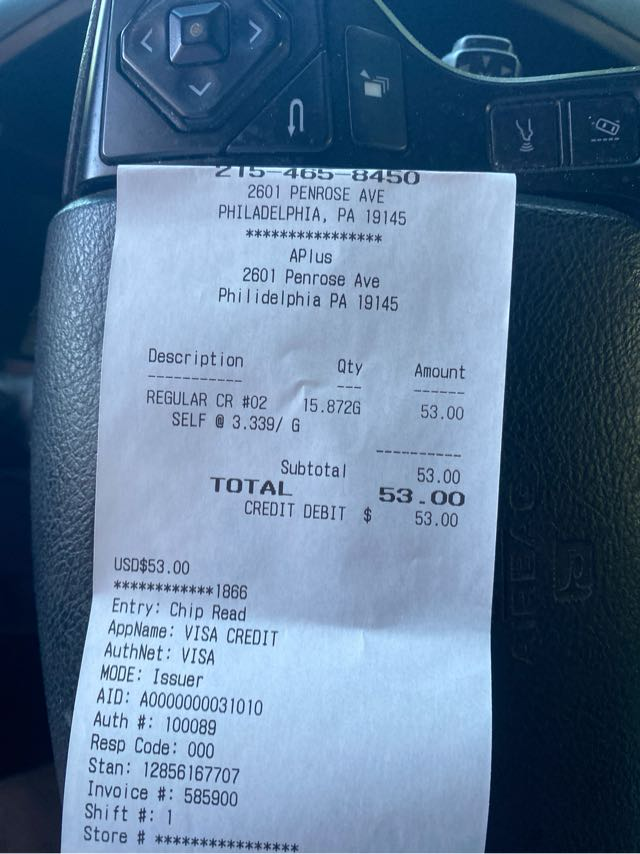 215-465-8450
2601 PENROSE AVE
PHILADELPHIA, PA 19145
****************
APlus
2601 Penrose Ave
Philidelphia PA 19145
Description Qty Amount
----------- --- ------
REGULAR CR #02 15.872G 53.00
SELF @ 3.339/ G
----------
Subtotal 53.00
TOTAL 53.00
CREDIT DEBIT $ 53.00
USD$53.00
************1866
Entry: Chip Read
AppName: VISA CREDIT
AuthNet: VISA
MODE: Issuer
AID: A0000000031010
Auth #: 100089
Resp Code: 000
Stan: 12856167707
Invoice #: 585900
Shift #: 1
Store # *****************
AIRBAG